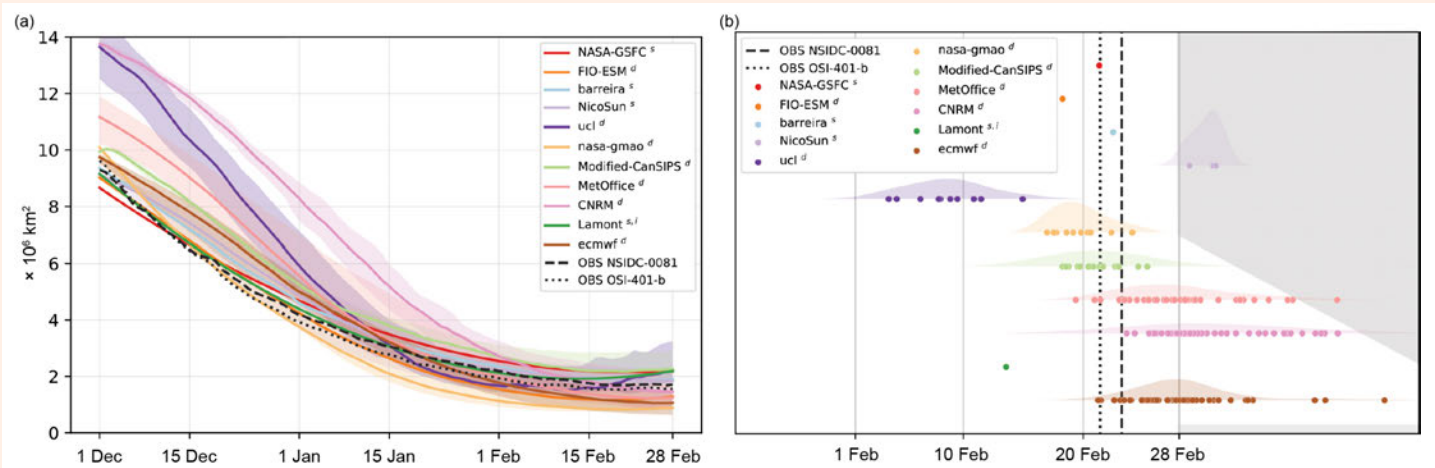 (a)
14
12
10
8
6
4
2
0
× 10⁶ km²
1 Dec
15 Dec
1 Jan
15 Jan
1 Feb
15 Feb
28 Feb
NASA-GSFC ˢ
FIO-ESM ᵈ
barreira ˢ
NicoSun ˢ
ucl ᵈ
nasa-gmao ᵈ
Modified-CanSIPS ᵈ
MetOffice ᵈ
CNRM ᵈ
Lamont ˢ,ⁱ
ecmwf ᵈ
OBS NSIDC-0081
OBS OSI-401-b
(b)
OBS NSIDC-0081
OBS OSI-401-b
NASA-GSFC ˢ
FIO-ESM ᵈ
barreira ˢ
NicoSun ˢ
ucl ᵈ
nasa-gmao ᵈ
Modified-CanSIPS ᵈ
MetOffice ᵈ
CNRM ᵈ
Lamont ˢ,ⁱ
ecmwf ᵈ
1 Feb
10 Feb
20 Feb
28 Feb